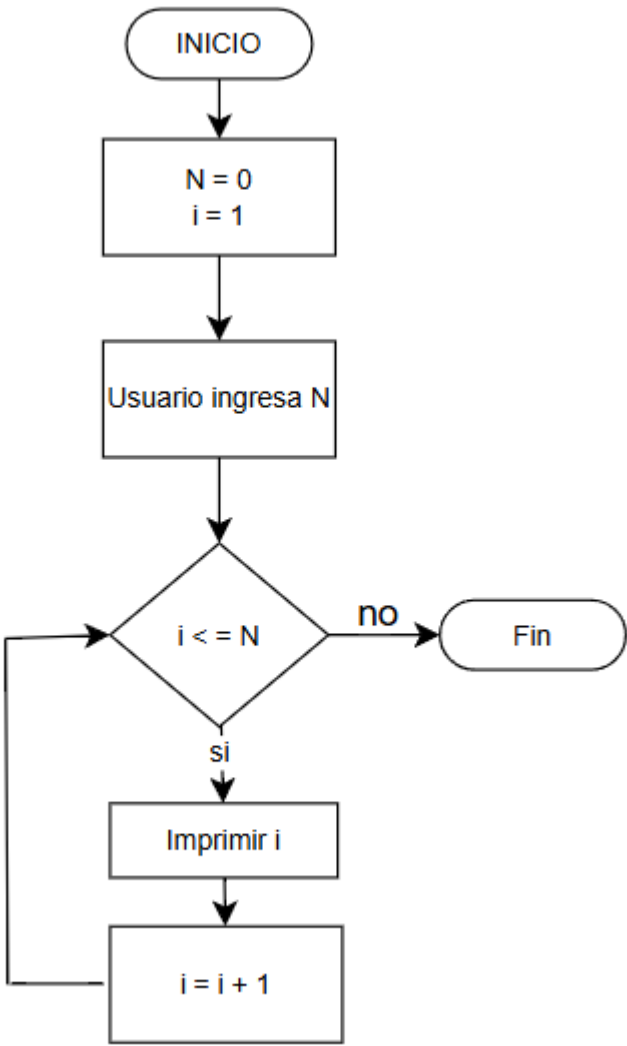 INICIO
N = 0
i = 1
Usuario ingresa N
i < = N
no
Fin
si
Imprimir i
i = i + 1